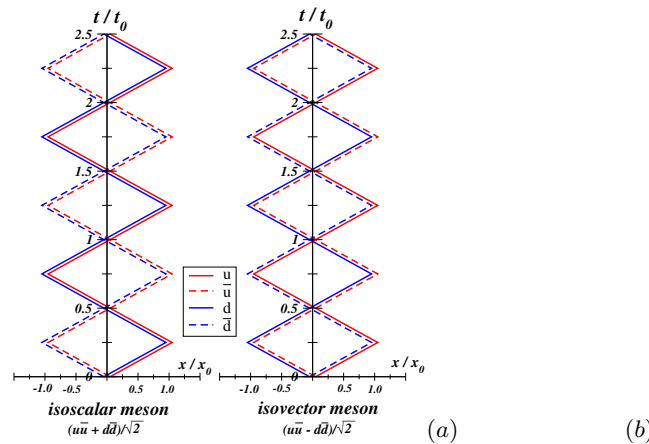 t / t₀
2.5
2
1.5
1
0.5
0
-1.0
-0.5
0.5
1.0
x / x₀
isoscalar meson
(uū + dd̄)/√2
u
ū
d
d̄
t / t₀
2.5
2
1.5
1
0.5
0
-1.0
-0.5
0.5
1.0
x / x₀
isovector meson
(uū - dd̄)/√2
(a)
(b)